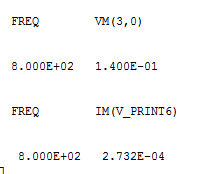 FREQ VM(3,0)
8.000E+02 1.400E-01
FREQ IM(V_PRINT6)
8.000E+02 2.732E-04